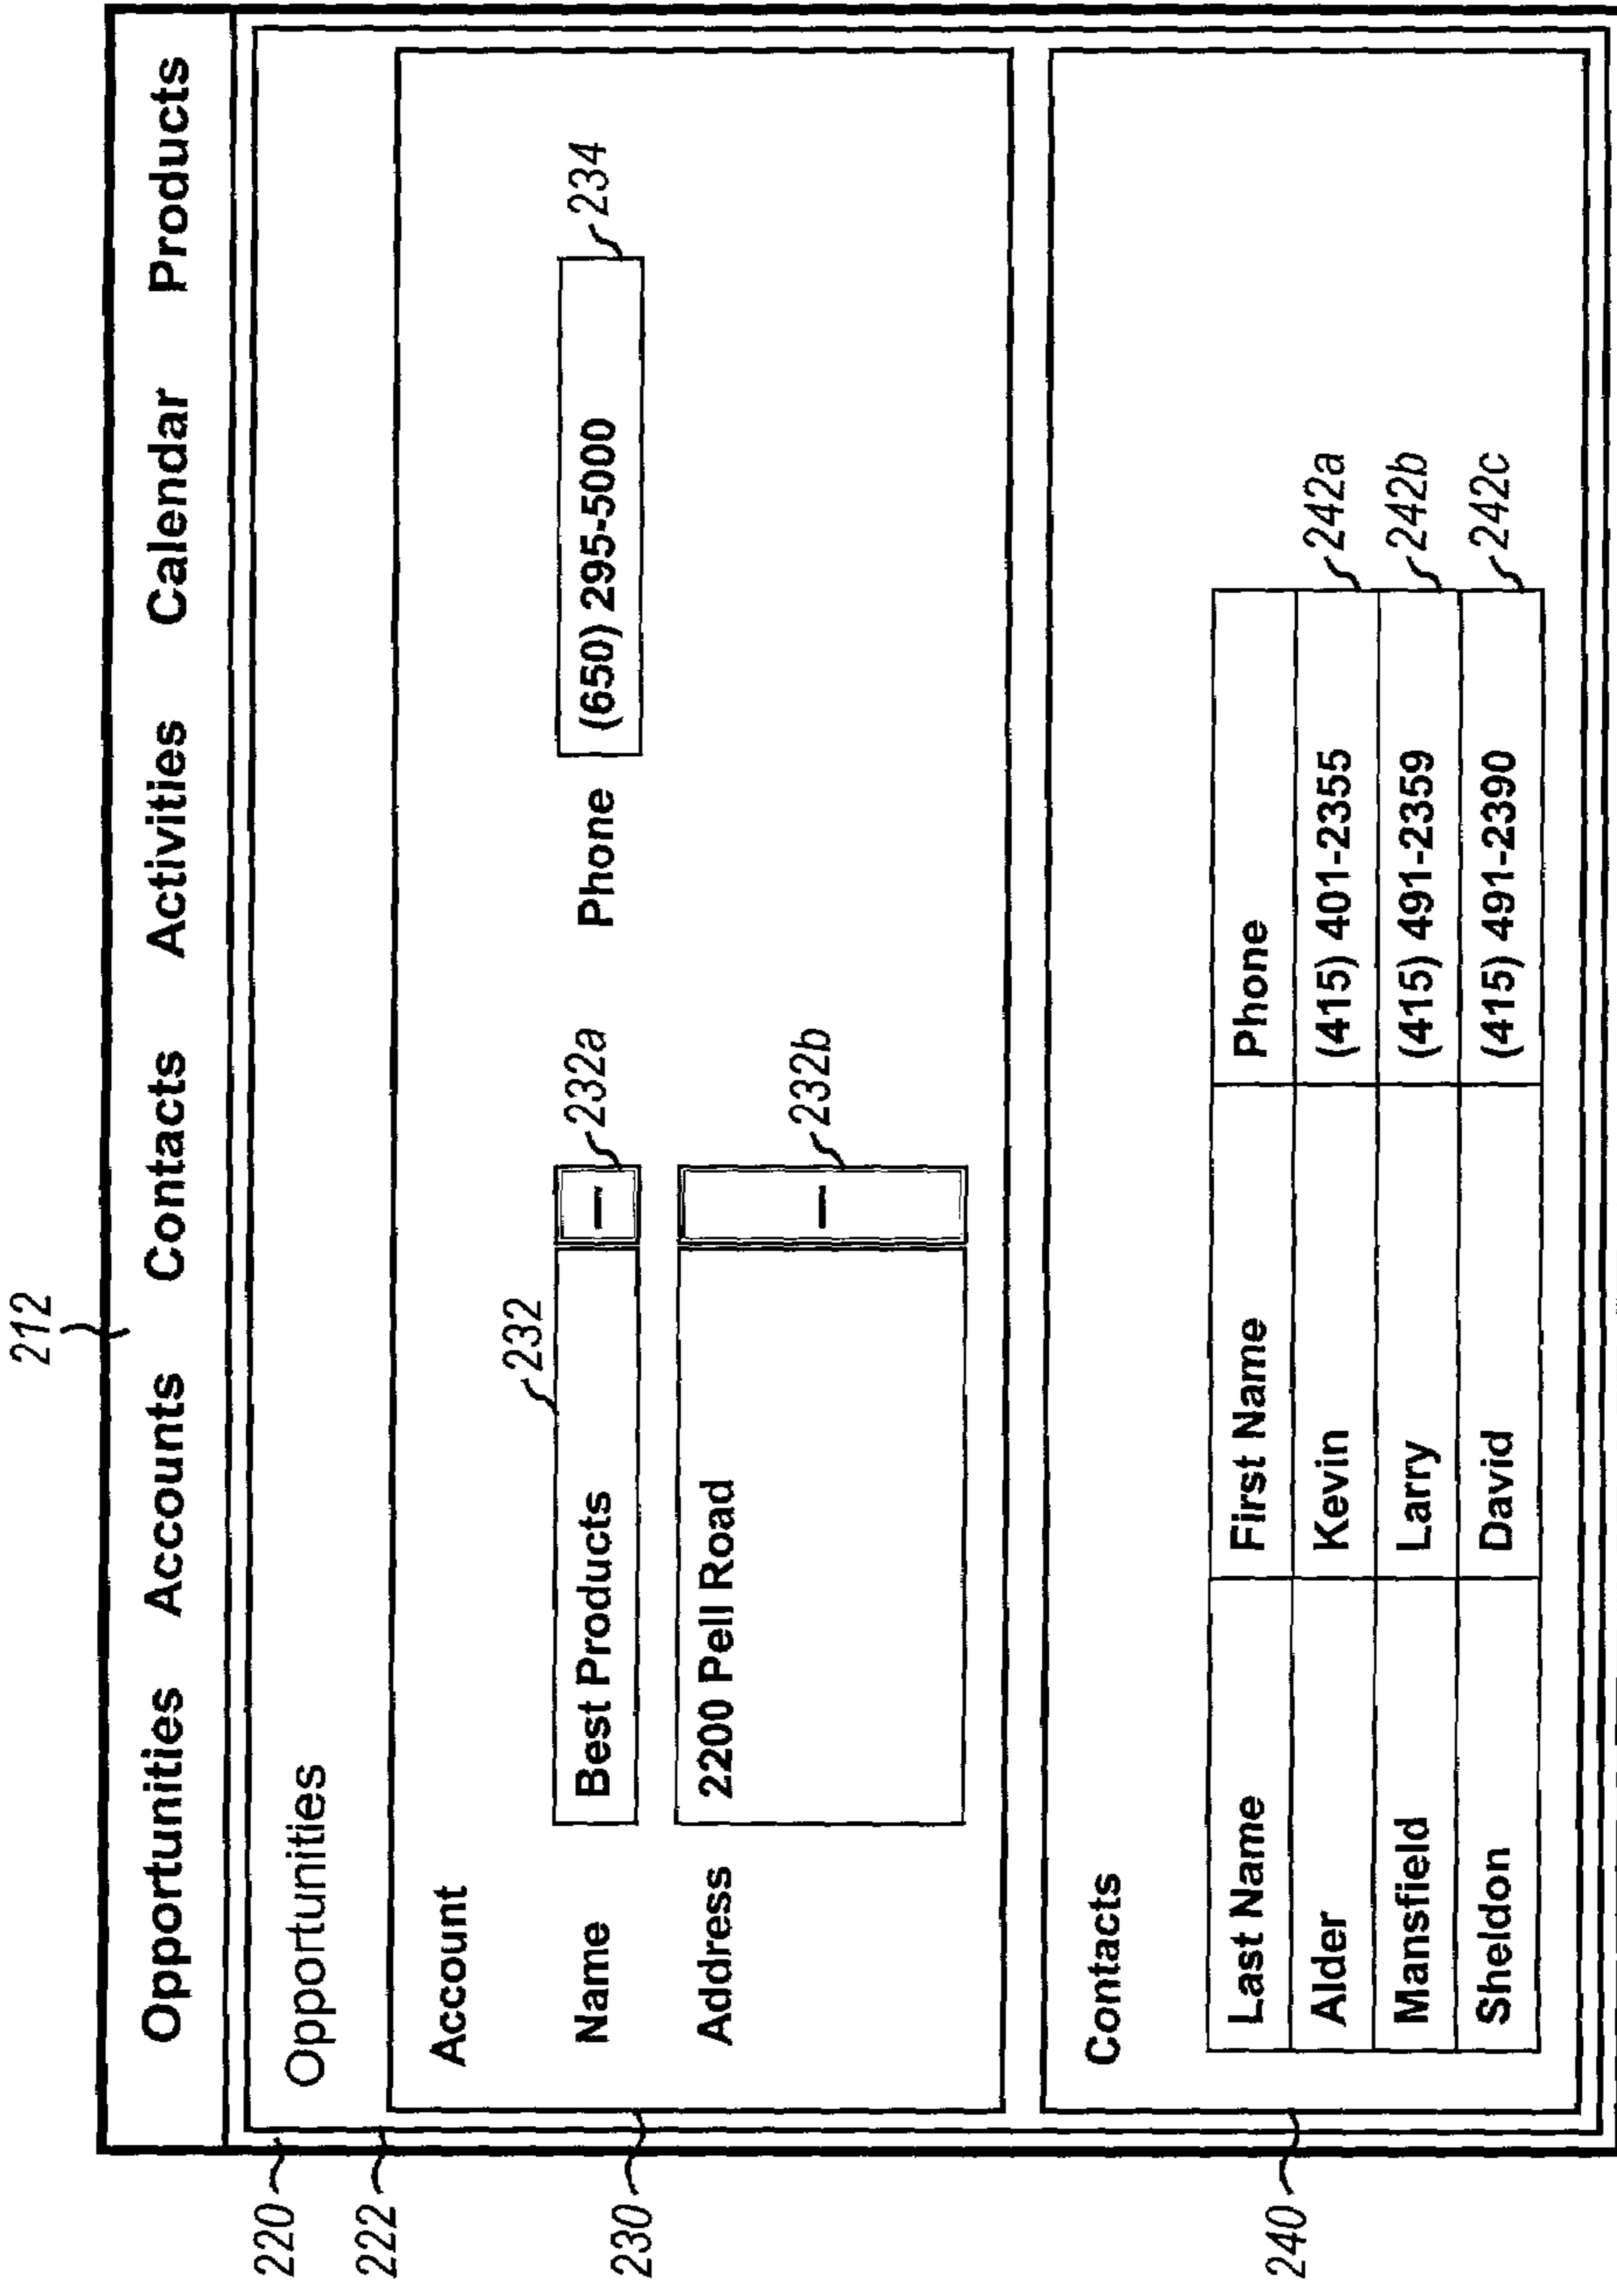 212
Opportunities Accounts Contacts Activities Calendar Products
220
Opportunities
222
Account
232
Name Best Products – 232a Phone (650) 295-5000 234
Address 2200 Pell Road – 232b
230
Contacts
Last Name First Name Phone
Alder Kevin (415) 401-2355 242a
Mansfield Larry (415) 491-2359 242b
Sheldon David (415) 491-2390 242c
240